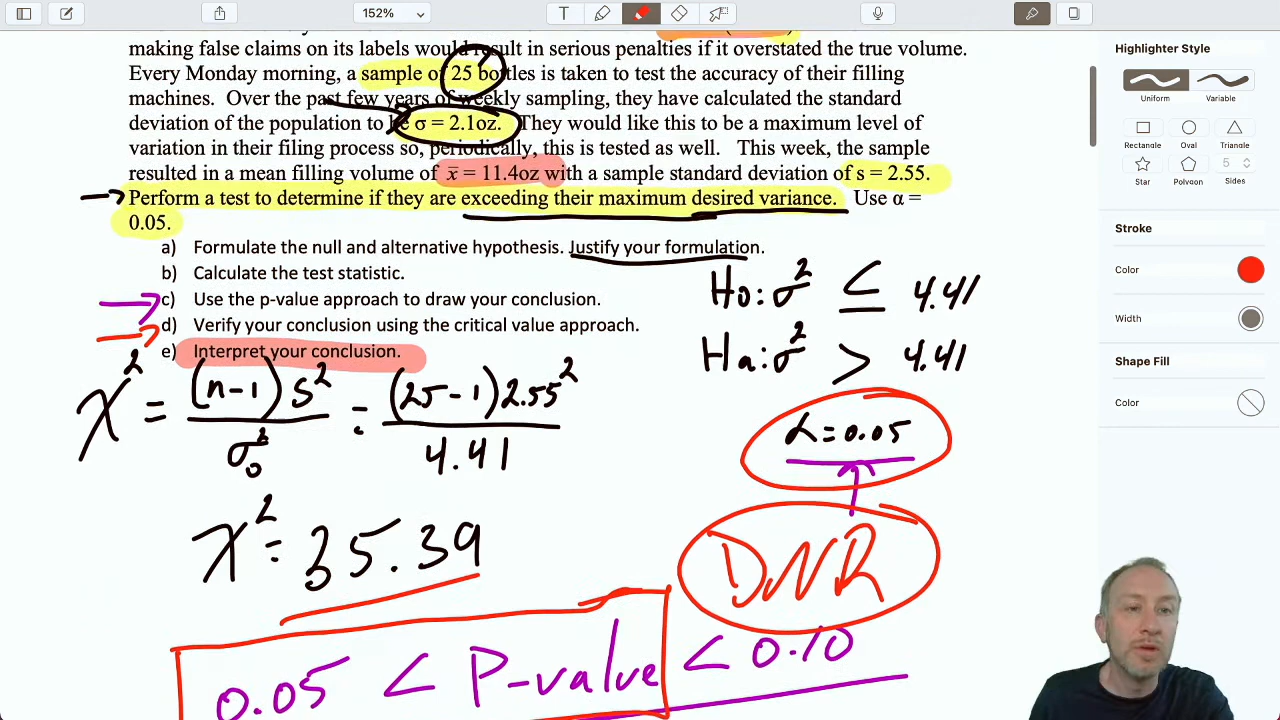 152%
T
making false claims on its labels would result in serious penalties if it overstated the true volume.
Every Monday morning, a sample of 25 bottles is taken to test the accuracy of their filling
machines. Over the past few years of weekly sampling, they have calculated the standard
deviation of the population to be σ = 2.1oz. They would like this to be a maximum level of
variation in their filing process so, periodically, this is tested as well. This week, the sample
resulted in a mean filling volume of x̅ = 11.4oz with a sample standard deviation of s = 2.55.
Perform a test to determine if they are exceeding their maximum desired variance. Use α =
0.05.
a) Formulate the null and alternative hypothesis. Justify your formulation.
b) Calculate the test statistic.
c) Use the p-value approach to draw your conclusion.
d) Verify your conclusion using the critical value approach.
e) Interpret your conclusion.
Ho: σ² ≤ 4.41
Ha: σ² > 4.41
χ² = (n-1)s² / σ₀² = (25-1)2.55² / 4.41
α=0.05
χ² = 35.39
DNR
0.05 < P-value < 0.10
Highlighter Style
Uniform Variable
Rectangle Oval Triangle
Star Polygon 5 Sides
Stroke
Color
Width
Shape Fill
Color